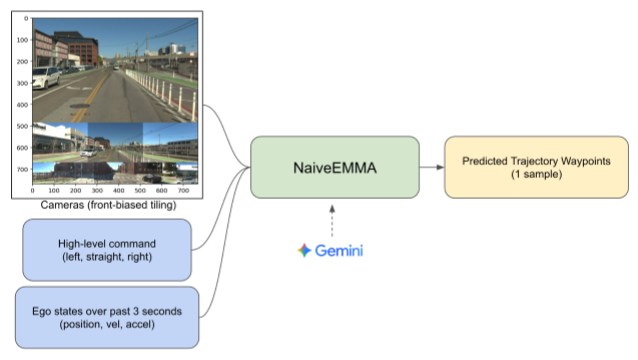 0
100
200
300
400
500
600
700
0 100 200 300 400 500 600 700
Cameras (front-biased tiling)
High-level command
(left, straight, right)
Ego states over past 3 seconds
(position, vel, accel)
NaiveEMMA
Gemini
Predicted Trajectory Waypoints
(1 sample)